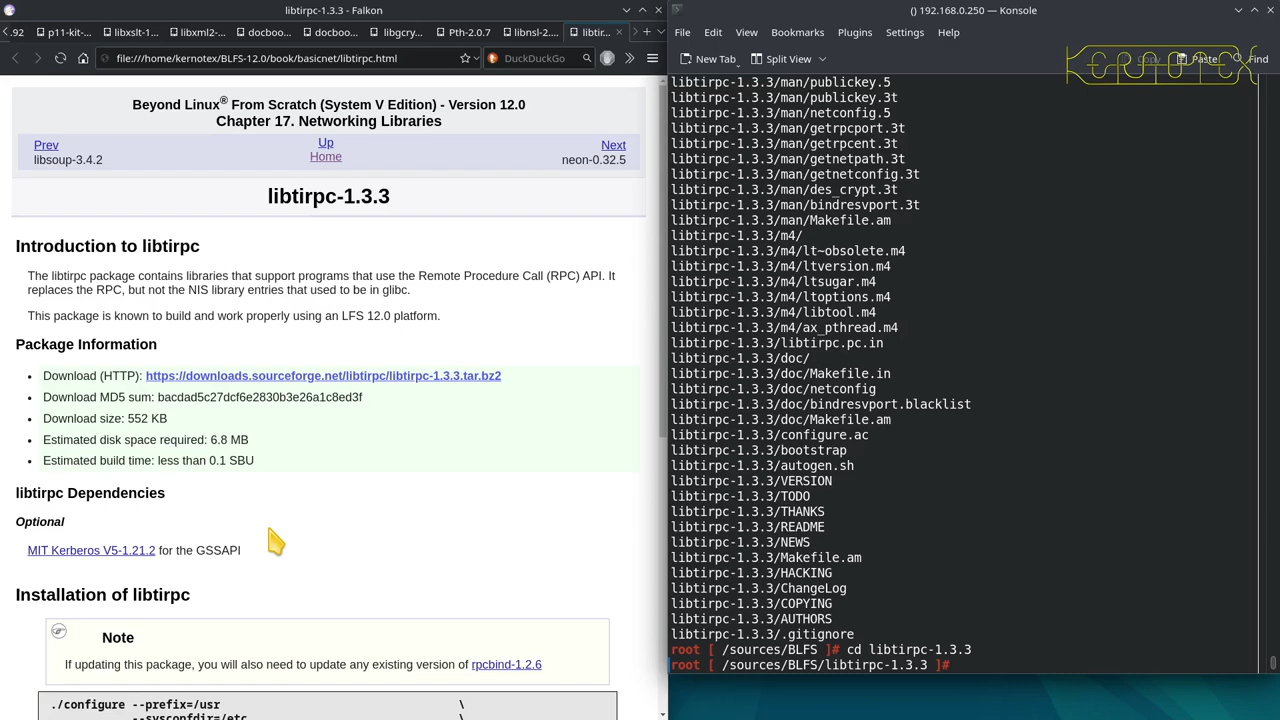 libtirpc-1.3.3 - Falkon
.92
p11-kit-...
libxslt-1...
libxml2-...
docboo...
docboo...
libgcry...
Pth-2.0.7
libnsl-2....
libtir...
file:///home/kernotex/BLFS-12.0/book/basicnet/libtirpc.html
DuckDuckGo
Beyond Linux® From Scratch (System V Edition) - Version 12.0
Chapter 17. Networking Libraries
Prev
Up
Next
libsoup-3.4.2
Home
neon-0.32.5
libtirpc-1.3.3
Introduction to libtirpc
The libtirpc package contains libraries that support programs that use the Remote Procedure Call (RPC) API. It
replaces the RPC, but not the NIS library entries that used to be in glibc.
This package is known to build and work properly using an LFS 12.0 platform.
Package Information
• Download (HTTP): https://downloads.sourceforge.net/libtirpc/libtirpc-1.3.3.tar.bz2
• Download MD5 sum: bacdad5c27dcf6e2830b3e26a1c8ed3f
• Download size: 552 KB
• Estimated disk space required: 6.8 MB
• Estimated build time: less than 0.1 SBU
libtirpc Dependencies
Optional
MIT Kerberos V5-1.21.2 for the GSSAPI
Installation of libtirpc
Note
If updating this package, you will also need to update any existing version of rpcbind-1.2.6
./configure --prefix=/usr \
--sysconfdir=/etc \
() 192.168.0.250 — Konsole
File Edit View Bookmarks Plugins Settings Help
New Tab Split View Copy Paste Find
KERNOTEX
libtirpc-1.3.3/man/publickey.5
libtirpc-1.3.3/man/publickey.3t
libtirpc-1.3.3/man/netconfig.5
libtirpc-1.3.3/man/getrpcport.3t
libtirpc-1.3.3/man/getrpcent.3t
libtirpc-1.3.3/man/getnetpath.3t
libtirpc-1.3.3/man/getnetconfig.3t
libtirpc-1.3.3/man/des_crypt.3t
libtirpc-1.3.3/man/bindresvport.3t
libtirpc-1.3.3/man/Makefile.am
libtirpc-1.3.3/m4/
libtirpc-1.3.3/m4/lt~obsolete.m4
libtirpc-1.3.3/m4/ltversion.m4
libtirpc-1.3.3/m4/ltsugar.m4
libtirpc-1.3.3/m4/ltoptions.m4
libtirpc-1.3.3/m4/libtool.m4
libtirpc-1.3.3/m4/ax_pthread.m4
libtirpc-1.3.3/libtirpc.pc.in
libtirpc-1.3.3/doc/
libtirpc-1.3.3/doc/Makefile.in
libtirpc-1.3.3/doc/netconfig
libtirpc-1.3.3/doc/bindresvport.blacklist
libtirpc-1.3.3/doc/Makefile.am
libtirpc-1.3.3/configure.ac
libtirpc-1.3.3/bootstrap
libtirpc-1.3.3/autogen.sh
libtirpc-1.3.3/VERSION
libtirpc-1.3.3/TODO
libtirpc-1.3.3/THANKS
libtirpc-1.3.3/README
libtirpc-1.3.3/NEWS
libtirpc-1.3.3/Makefile.am
libtirpc-1.3.3/HACKING
libtirpc-1.3.3/ChangeLog
libtirpc-1.3.3/COPYING
libtirpc-1.3.3/AUTHORS
libtirpc-1.3.3/.gitignore
root [ /sources/BLFS ]# cd libtirpc-1.3.3
root [ /sources/BLFS/libtirpc-1.3.3 ]#